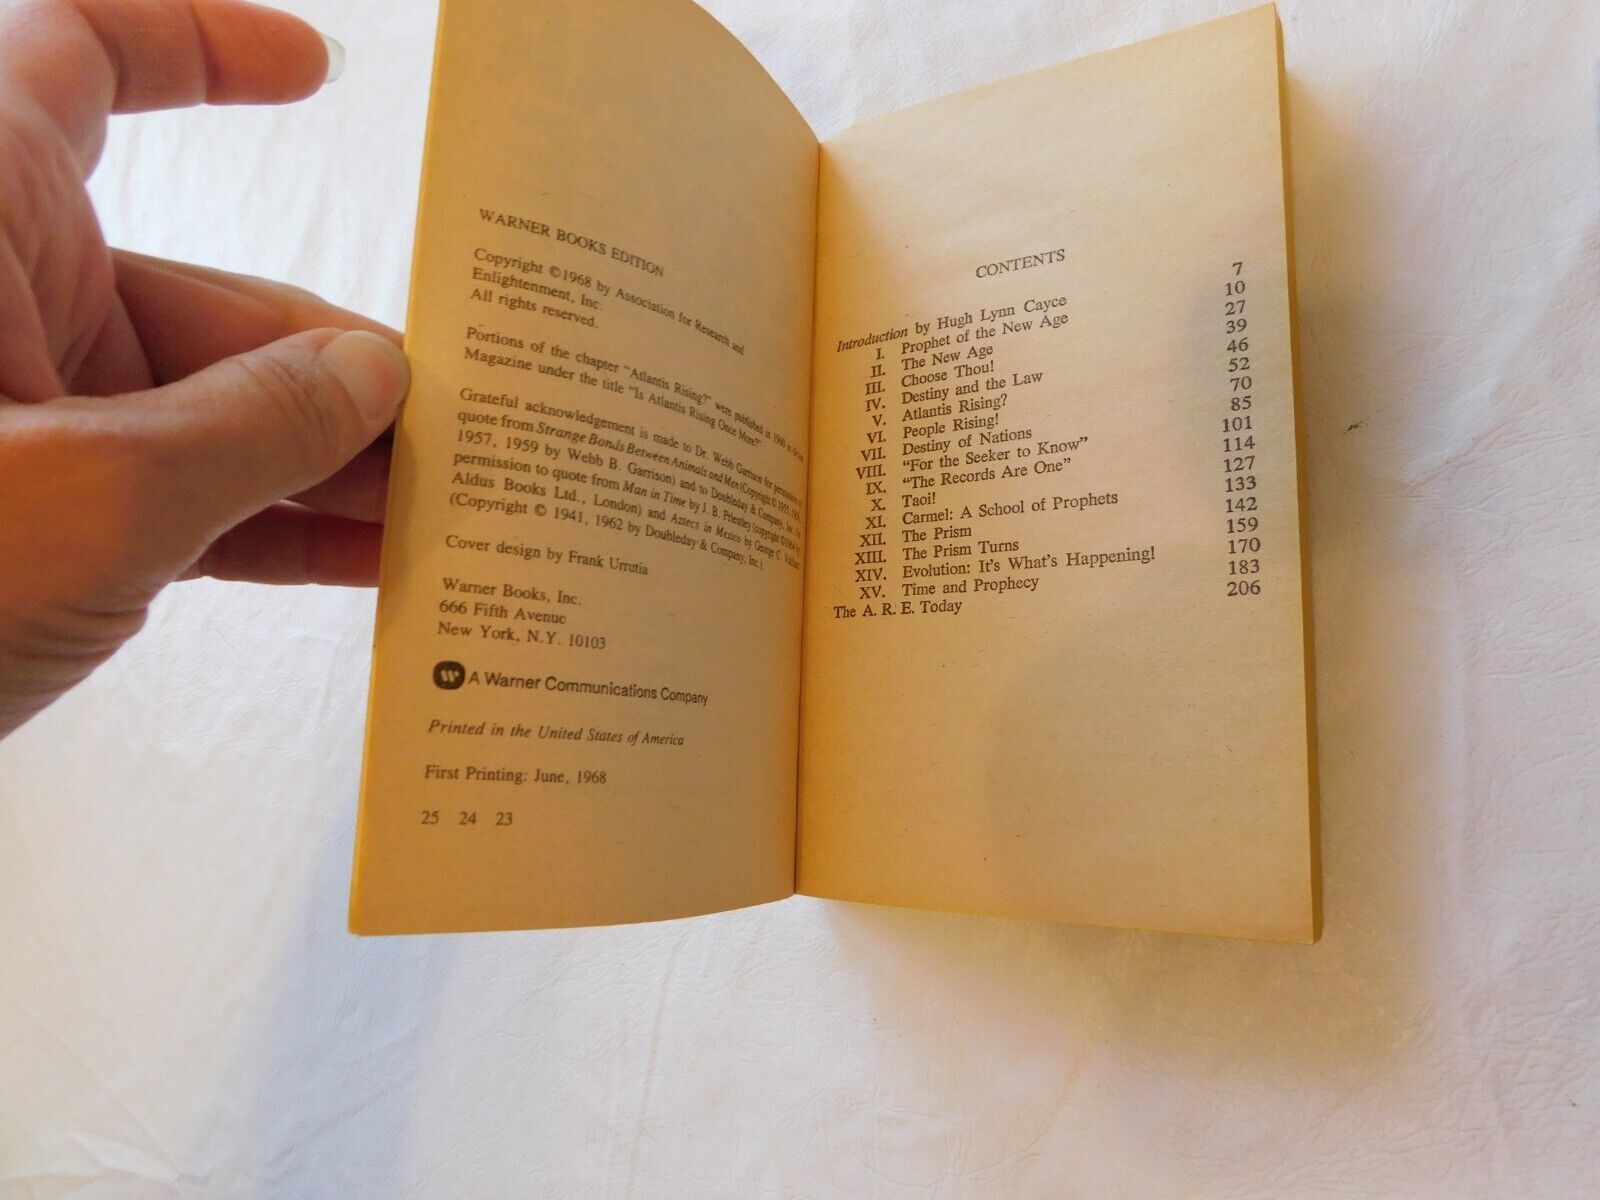 WARNER BOOKS EDITION
Copyright ©1968 by Association for Research and
Enlightenment, Inc.
All rights reserved.
Portions of the chapter "Atlantis Rising?" were published in 1960 in
Magazine under the title "Is Atlantis Rising Once More?"
Grateful acknowledgement is made to Dr. Webb Garrison for permission to
quote from Strange Bonds Between Animals and Men (Copyright © 1955, 1956,
1957, 1959 by Webb B. Garrison) and to Doubleday & Company, Inc. for
permission to quote from Man in Time by J. B. Priestley (copyright © 1964 by
Aldus Books Ltd., London) and Aztecs in Mexico by George C. Vaillant
(Copyright © 1941, 1962 by Doubleday & Company, Inc.).
Cover design by Frank Urrutia
Warner Books, Inc.
666 Fifth Avenue
New York, N.Y. 10103
A Warner Communications Company
Printed in the United States of America
First Printing: June, 1968
25 24 23
CONTENTS
Introduction by Hugh Lynn Cayce 7
I. Prophet of the New Age 10
II. The New Age 27
III. Choose Thou! 39
IV. Destiny and the Law 46
V. Atlantis Rising? 52
VI. People Rising! 70
VII. Destiny of Nations 85
VIII. "For the Seeker to Know" 101
IX. "The Records Are One" 114
X. Taoi! 127
XI. Carmel: A School of Prophets 133
XII. The Prism 142
XIII. The Prism Turns 159
XIV. Evolution: It's What's Happening! 170
XV. Time and Prophecy 183
The A. R. E. Today 206